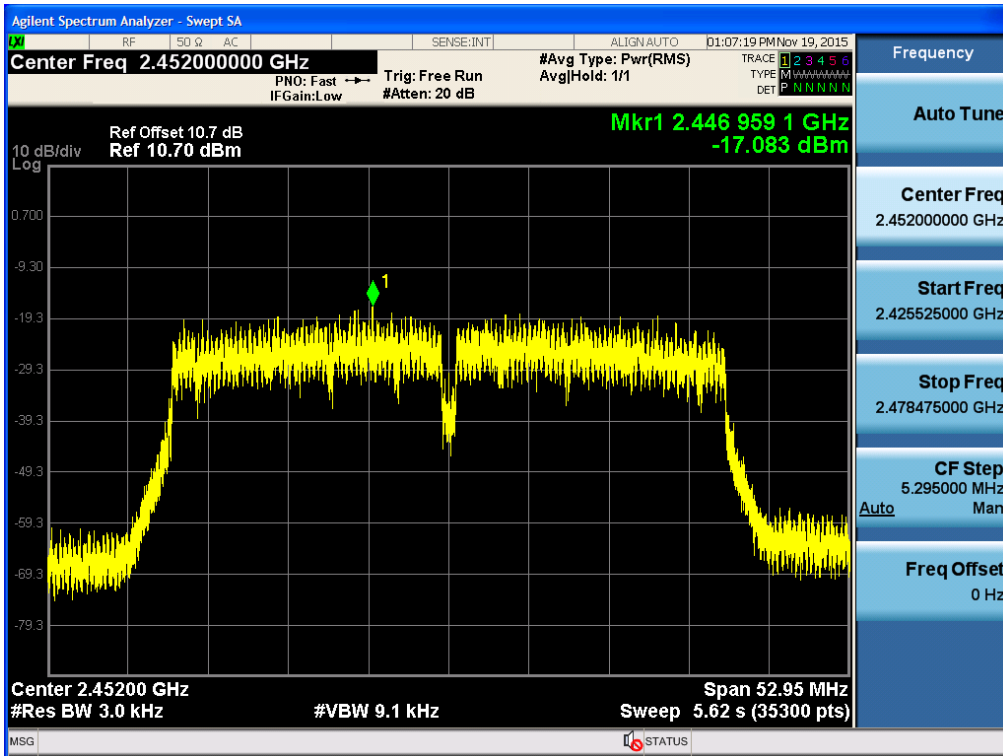 Agilent Spectrum Analyzer - Swept SA
LXI RF 50 Ω AC SENSE:INT ALIGN AUTO 01:07:19 PM Nov 19, 2015
Center Freq 2.452000000 GHz
PNO: Fast
IFGain:Low
Trig: Free Run
#Atten: 20 dB
#Avg Type: Pwr(RMS)
Avg|Hold: 1/1
TRACE 1 2 3 4 5 6
TYPE M
DET P N N N N N
Ref Offset 10.7 dB
10 dB/div Ref 10.70 dBm
Log
Mkr1 2.446 959 1 GHz
-17.083 dBm
1
0.700
-9.30
-19.3
-29.3
-39.3
-49.3
-59.3
-69.3
-79.3
Center 2.45200 GHz
Span 52.95 MHz
#Res BW 3.0 kHz
#VBW 9.1 kHz
Sweep 5.62 s (35300 pts)
MSG
STATUS
Frequency
Auto Tune
Center Freq
2.452000000 GHz
Start Freq
2.425525000 GHz
Stop Freq
2.478475000 GHz
CF Step
5.295000 MHz
Auto Man
Freq Offset
0 Hz